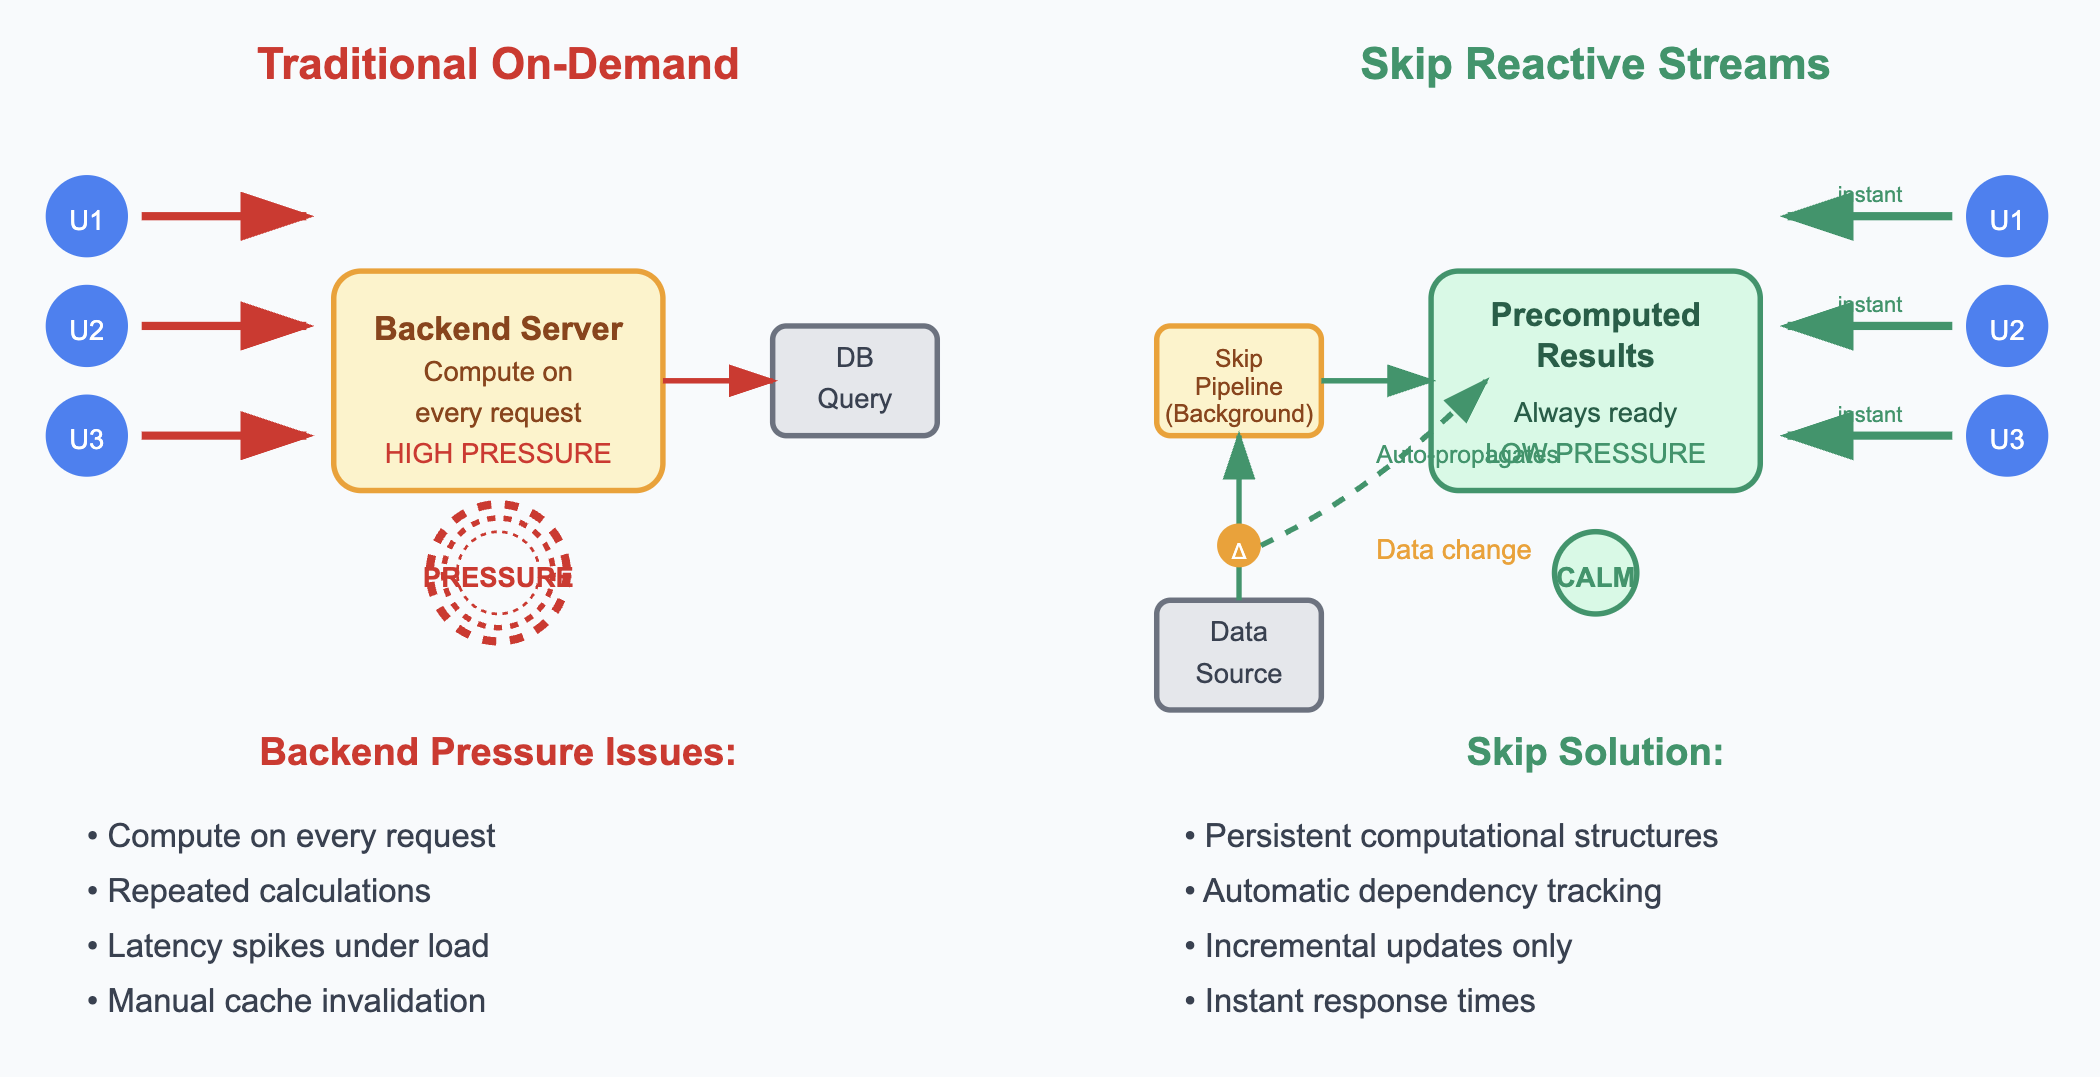 Traditional On-Demand
U1
U2
U3
Backend Server
Compute on
every request
HIGH PRESSURE
DB
Query
PRESSURE
Backend Pressure Issues:
• Compute on every request
• Repeated calculations
• Latency spikes under load
• Manual cache invalidation
Skip Reactive Streams
Skip
Pipeline
(Background)
Precomputed
Results
Always ready
LOW PRESSURE
Auto-propagates
instant
U1
instant
U2
instant
U3
Δ
Data change
CALM
Data
Source
Skip Solution:
• Persistent computational structures
• Automatic dependency tracking
• Incremental updates only
• Instant response times